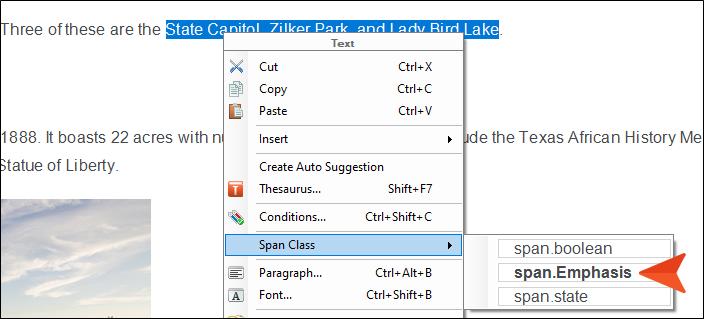 Three of these are the State Capitol, Zilker Park, and Lady Bird Lake.
Text
Cut Ctrl+X
Copy Ctrl+C
Paste Ctrl+V
1888. It boasts 22 acres with
Insert
ude the Texas African History Me
Statue of Liberty.
Create Auto Suggestion
Thesaurus... Shift+F7
Conditions... Ctrl+Shift+C
Span Class
span.boolean
span.Emphasis
span.state
Paragraph... Ctrl+Alt+B
Font... Ctrl+Shift+B